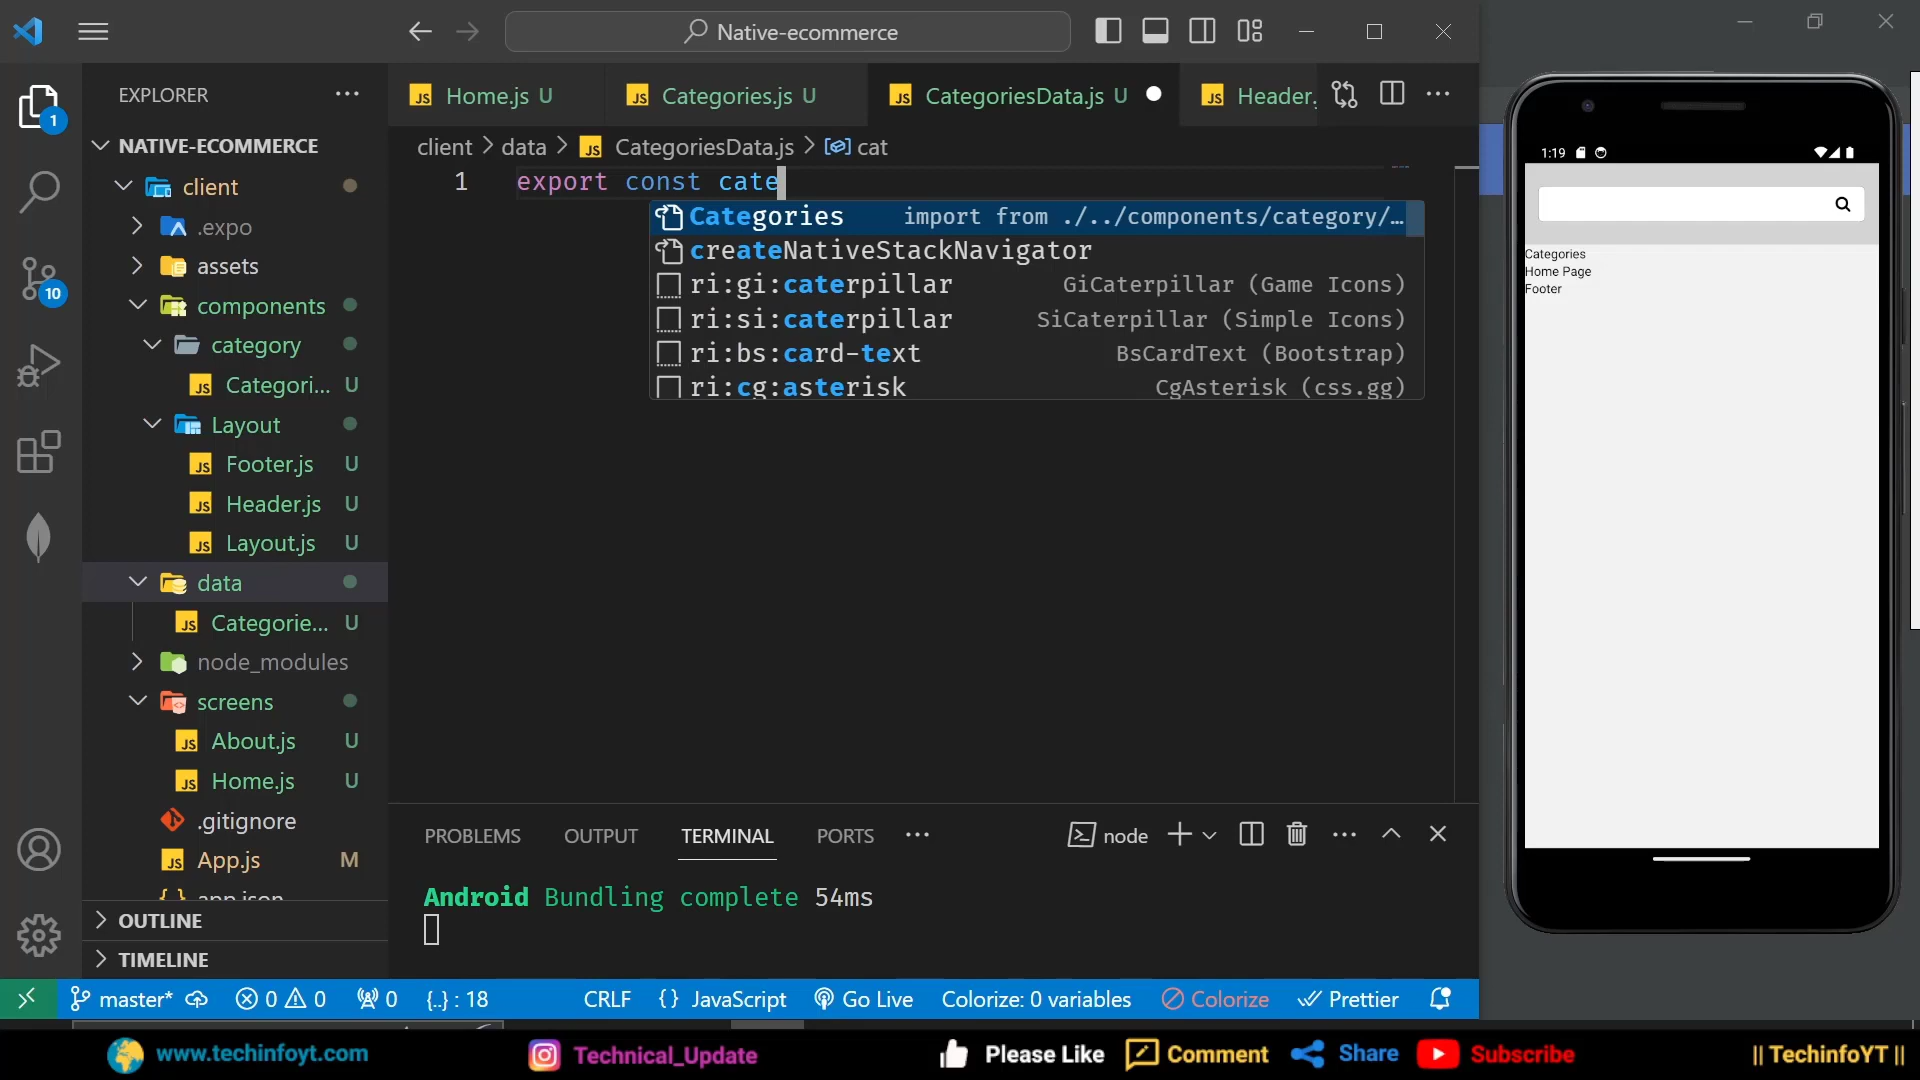 Native-ecommerce
EXPLORER
1
NATIVE-ECOMMERCE
client
.expo
assets
10
components
category
Categori... U
Layout
Footer.js U
Header.js U
Layout.js U
data
Categorie... U
node_modules
screens
About.js U
Home.js U
.gitignore
App.js M
app.json
OUTLINE
TIMELINE
Home.js U
Categories.js U
CategoriesData.js U
Header.
client > data > CategoriesData.js > cat
1 export const cate
Categories import from ./../components/category/…
createNativeStackNavigator
ri:gi:caterpillar GiCaterpillar (Game Icons)
ri:si:caterpillar SiCaterpillar (Simple Icons)
ri:bs:card-text BsCardText (Bootstrap)
ri:cg:asterisk CgAsterisk (css.gg)
PROBLEMS OUTPUT TERMINAL PORTS
node
Android Bundling complete 54ms
master* 0 0 0 {..} : 18 CRLF {} JavaScript Go Live Colorize: 0 variables Colorize Prettier
1:19
Categories
Home Page
Footer
www.techinfoyt.com Technical_Update Please Like Comment Share Subscribe || TechinfoYT ||